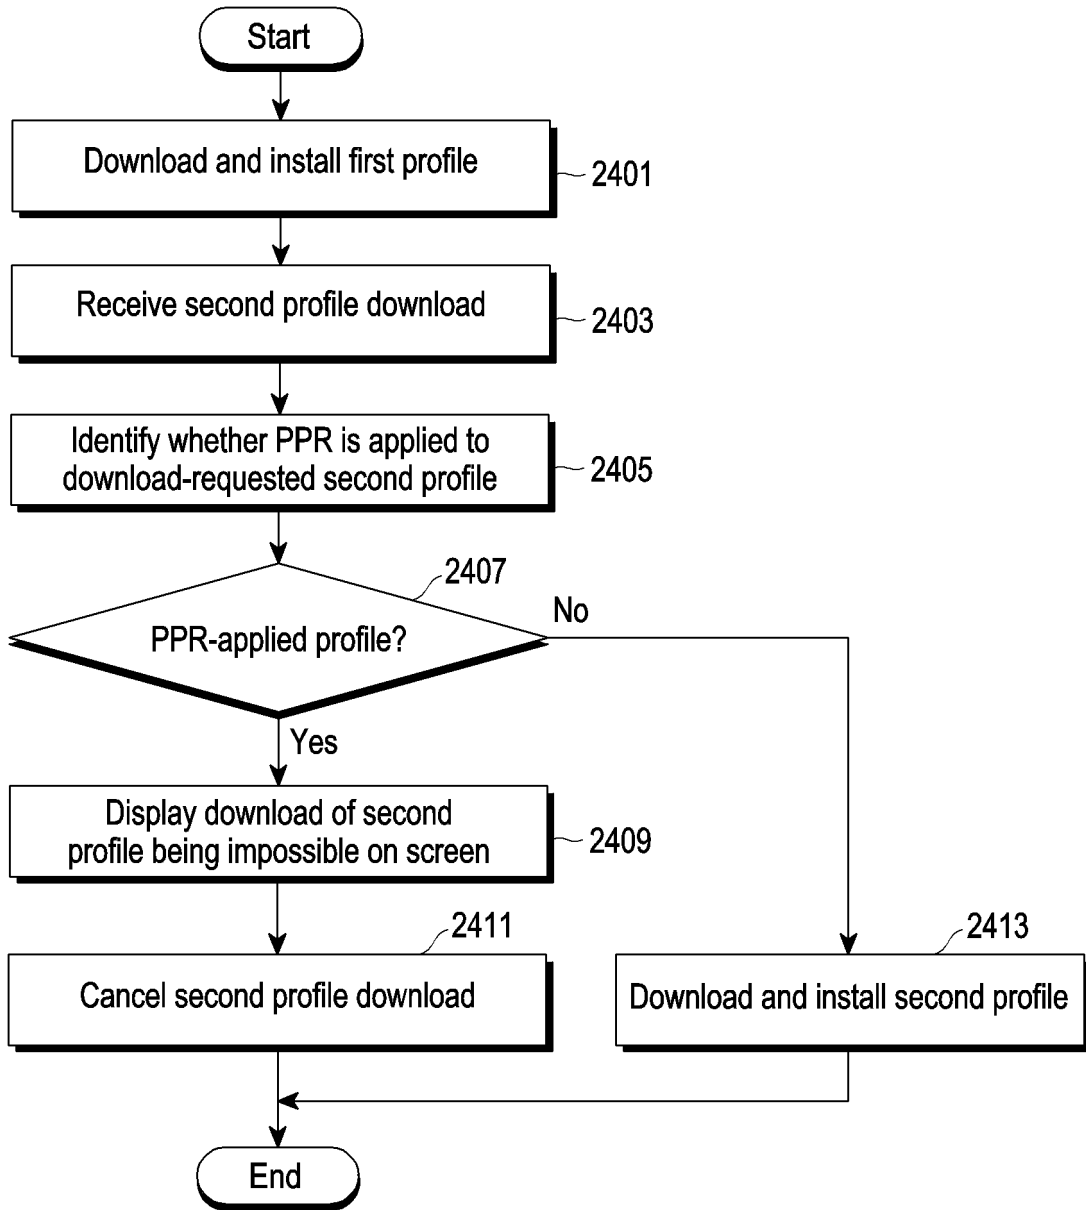 Start
Download and install first profile
2401
Receive second profile download
2403
Identify whether PPR is applied to
download-requested second profile
2405
2407
No
PPR-applied profile?
Yes
Display download of second
profile being impossible on screen
2409
2411
2413
Cancel second profile download
Download and install second profile
End